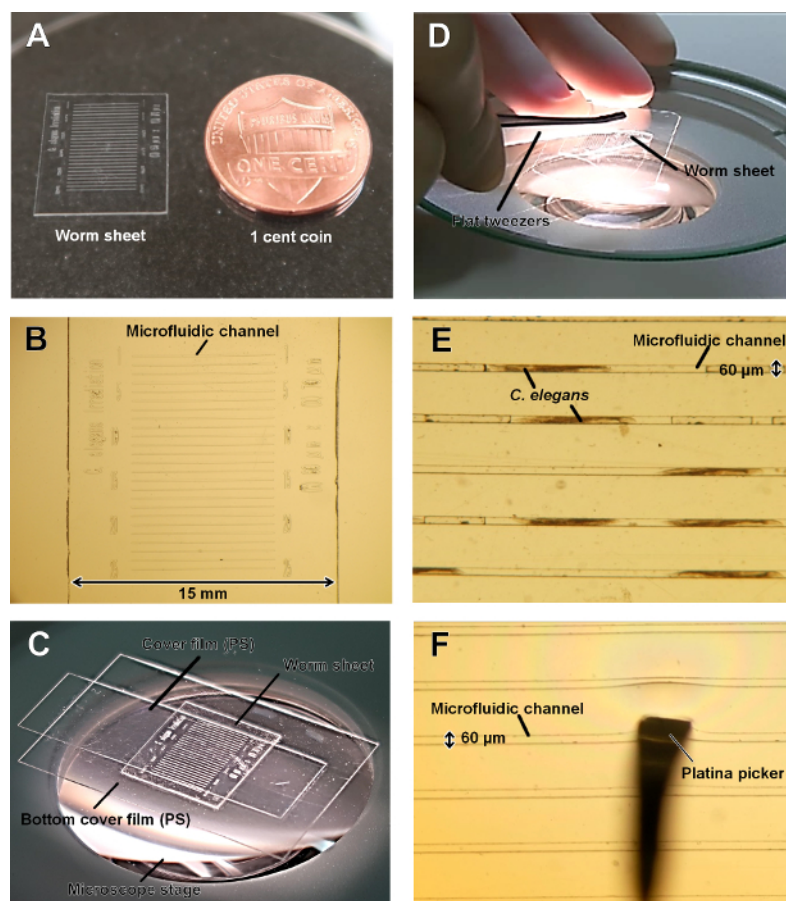 A
UNITED STATES OF AMERICA
E PLURIBUS UNUM
ONE CENT
Worm sheet
1 cent coin
B
Microfluidic channel
15 mm
C
Cover film (PS)
Worm sheet
Bottom cover film (PS)
Microscope stage
D
Worm sheet
Flat tweezers
E
Microfluidic channel
60 µm
C. elegans
F
Microfluidic channel
60 µm
Platina picker